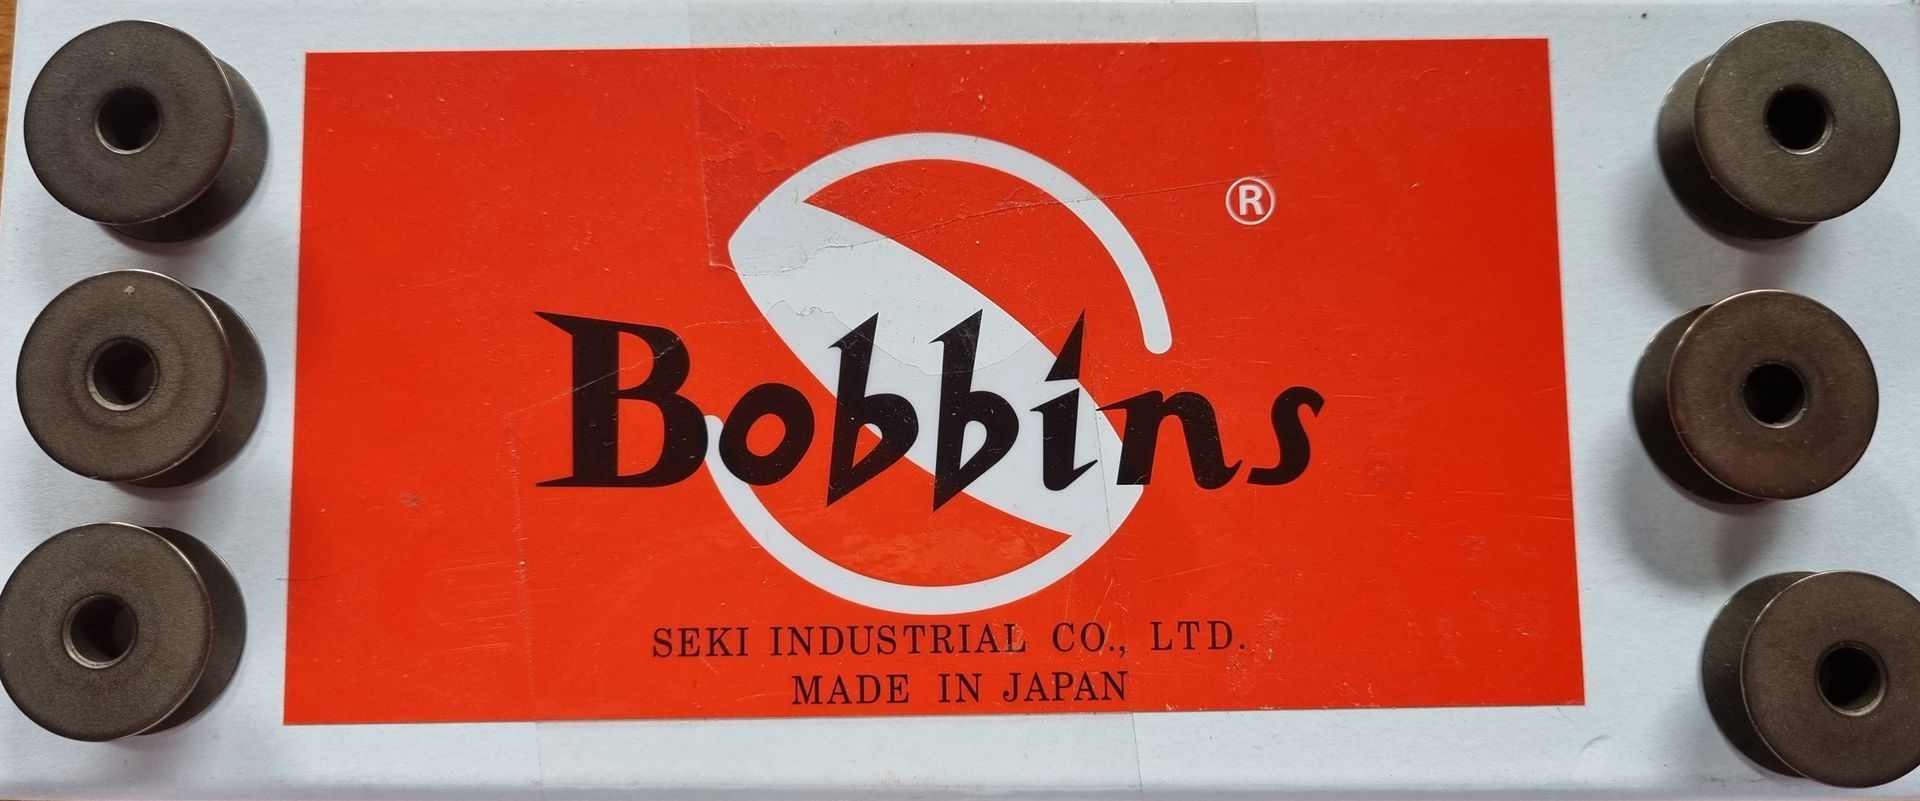 ®
Bobbins
SEKI INDUSTRIAL CO., LTD.
MADE IN JAPAN